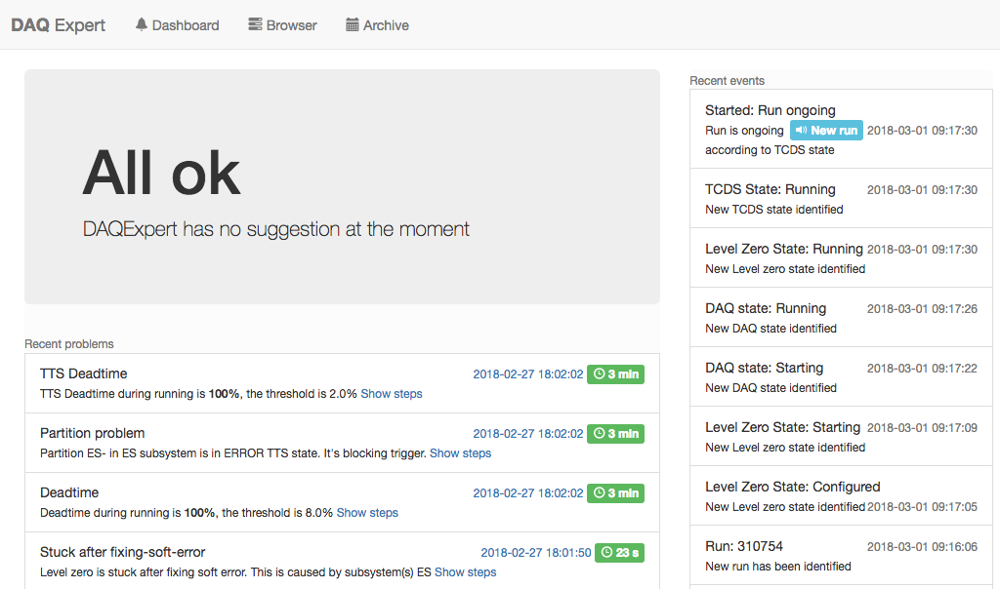 DAQ Expert Dashboard Browser Archive
All ok
DAQExpert has no suggestion at the moment
Recent problems
TTS Deadtime 2018-02-27 18:02:02 3 min
TTS Deadtime during running is 100%, the threshold is 2.0% Show steps
Partition problem 2018-02-27 18:02:02 3 min
Partition ES- in ES subsystem is in ERROR TTS state. It's blocking trigger. Show steps
Deadtime 2018-02-27 18:02:02 3 min
Deadtime during running is 100%, the threshold is 8.0% Show steps
Stuck after fixing-soft-error 2018-02-27 18:01:50 23 s
Level zero is stuck after fixing soft error. This is caused by subsystem(s) ES Show steps
Recent events
Started: Run ongoing
Run is ongoing New run 2018-03-01 09:17:30
according to TCDS state
TCDS State: Running 2018-03-01 09:17:30
New TCDS state identified
Level Zero State: Running 2018-03-01 09:17:30
New Level zero state identified
DAQ state: Running 2018-03-01 09:17:26
New DAQ state identified
DAQ state: Starting 2018-03-01 09:17:22
New DAQ state identified
Level Zero State: Starting 2018-03-01 09:17:09
New Level zero state identified
Level Zero State: Configured
New Level zero state identified 2018-03-01 09:17:05
Run: 310754 2018-03-01 09:16:06
New run has been identified